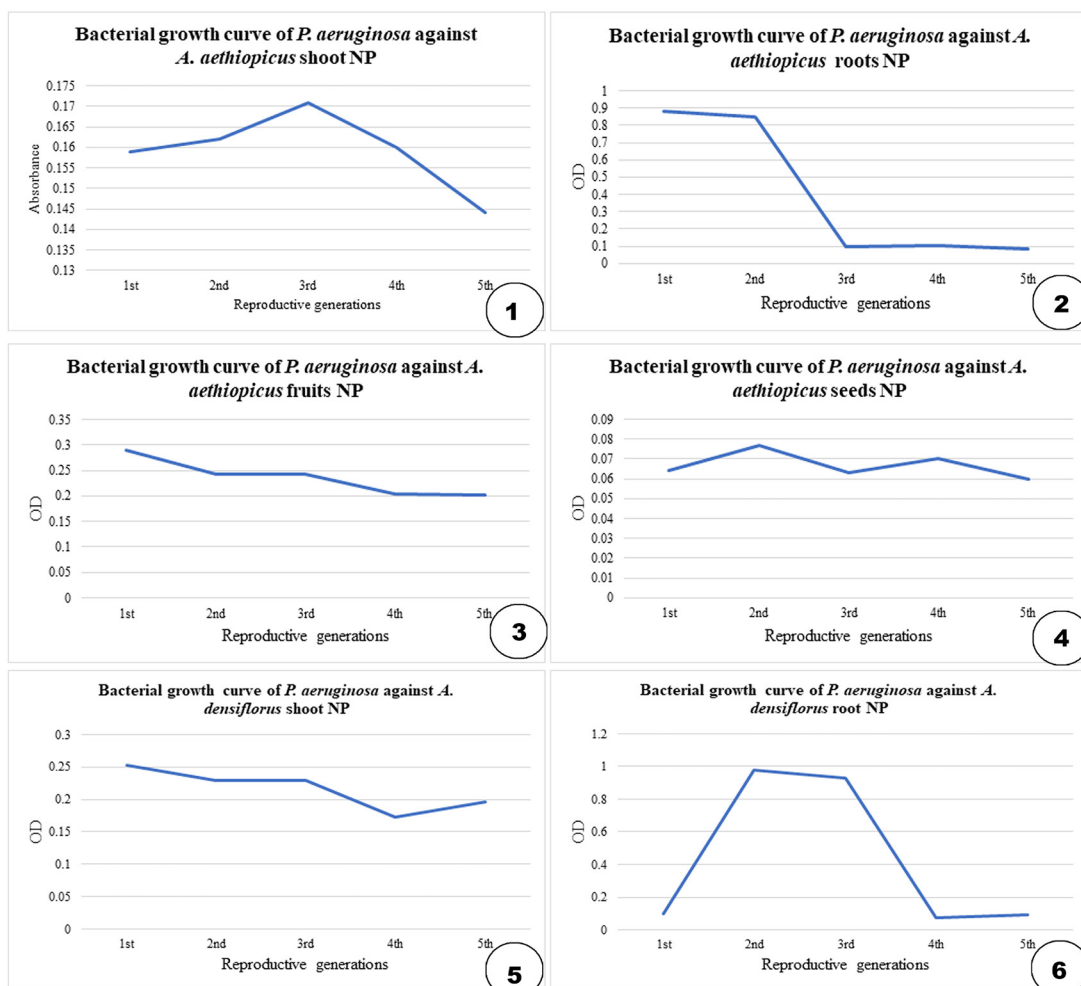 Bacterial growth curve of P. aeruginosa against
A. aethiopicus shoot NP
0.175
0.17
0.165
0.16
0.155
0.15
0.145
0.14
0.135
0.13
Absorbance
1st 2nd 3rd 4th 5th
Reproductive generations
1
Bacterial growth curve of P. aeruginosa against A.
aethiopicus roots NP
1
0.9
0.8
0.7
0.6
0.5
0.4
0.3
0.2
0.1
0
OD
1st 2nd 3rd 4th 5th
Reproductive generations
2
Bacterial growth curve of P. aeruginosa against A.
aethiopicus fruits NP
0.35
0.3
0.25
0.2
0.15
0.1
0.05
0
OD
1st 2nd 3rd 4th 5th
Reproductive generations
3
Bacterial growth curve of P. aeruginosa against A.
aethiopicus seeds NP
0.09
0.08
0.07
0.06
0.05
0.04
0.03
0.02
0.01
0
OD
1st 2nd 3rd 4th 5th
Reproductive generations
4
Bacterial growth curve of P. aeruginosa against A.
densiflorus shoot NP
0.3
0.25
0.2
0.15
0.1
0.05
0
OD
1st 2nd 3rd 4th 5th
Reproductive generations
5
Bacterial growth curve of P. aeruginosa against A.
densiflorus root NP
1.2
1
0.8
0.6
0.4
0.2
0
OD
1st 2nd 3rd 4th 5th
Reproductive generations
6